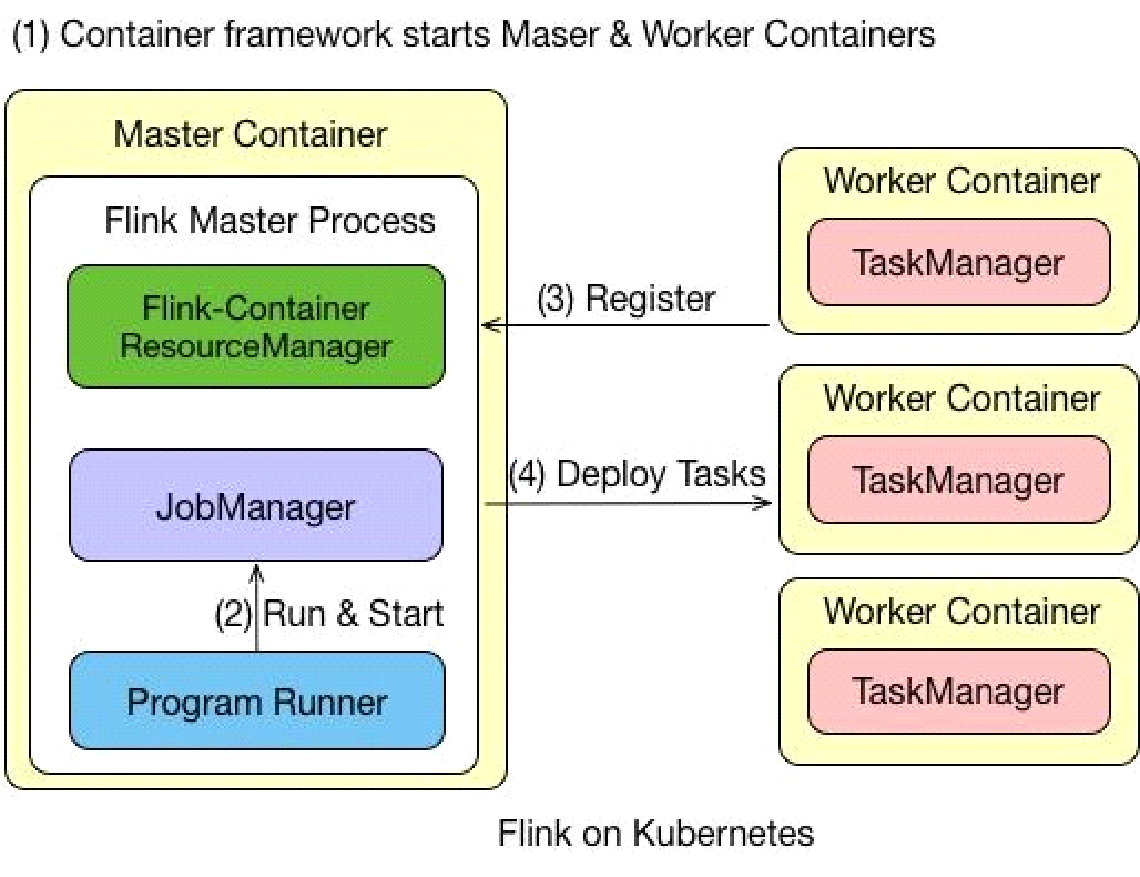 (1) Container framework starts Maser & Worker Containers
Master Container
Flink Master Process
Flink-Container
ResourceManager
JobManager
(2) Run & Start
Program Runner
(3) Register
(4) Deploy Tasks
Worker Container
TaskManager
Worker Container
TaskManager
Worker Container
TaskManager
Flink on Kubernetes